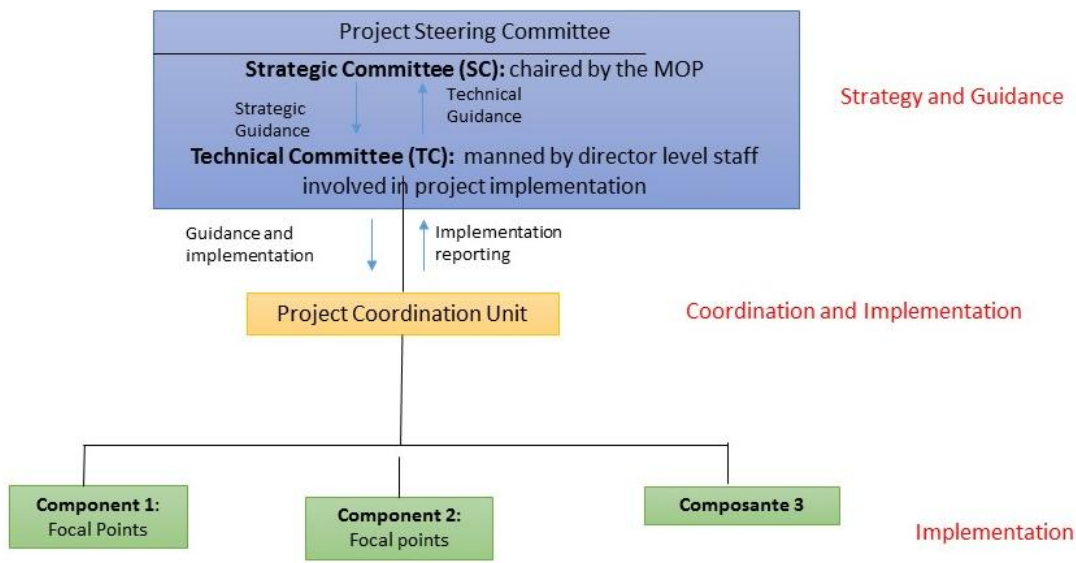 Project Steering Committee
Strategic Committee (SC): chaired by the MOP
Strategic
Guidance
Technical
Guidance
Technical Committee (TC): manned by director level staff
involved in project implementation
Strategy and Guidance
Guidance and
implementation
Implementation
reporting
Project Coordination Unit
Coordination and Implementation
Component 1:
Focal Points
Component 2:
Focal points
Composante 3
Implementation